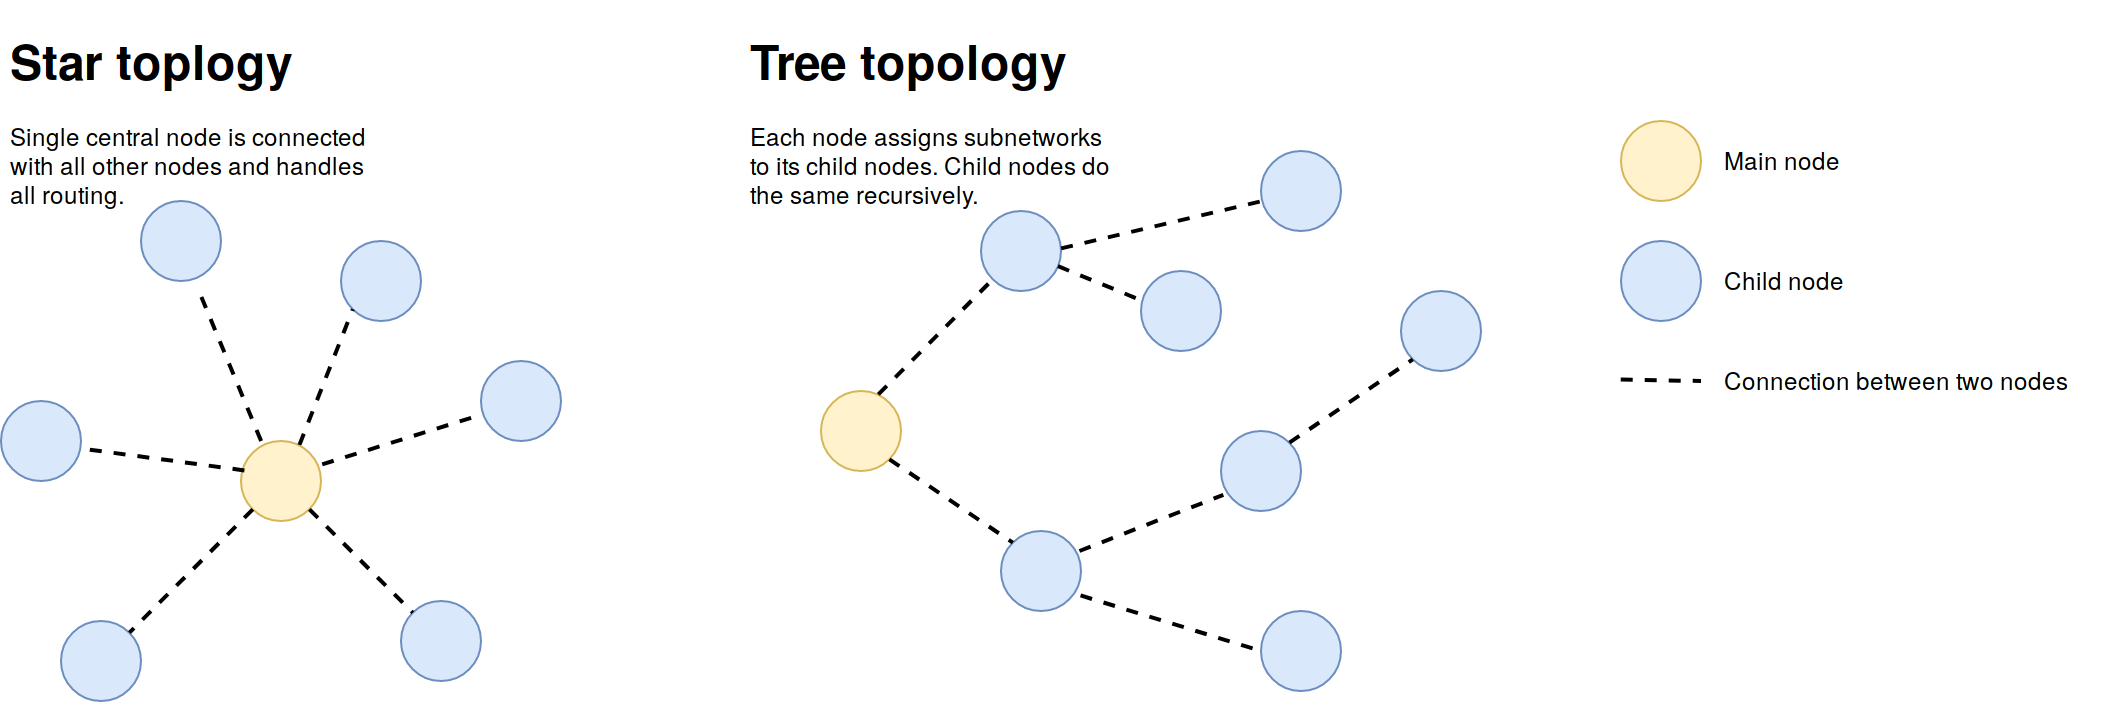 Star toplogy
Single central node is connected
with all other nodes and handles
all routing.
Tree topology
Each node assigns subnetworks
to its child nodes. Child nodes do
the same recursively.
Main node
Child node
Connection between two nodes